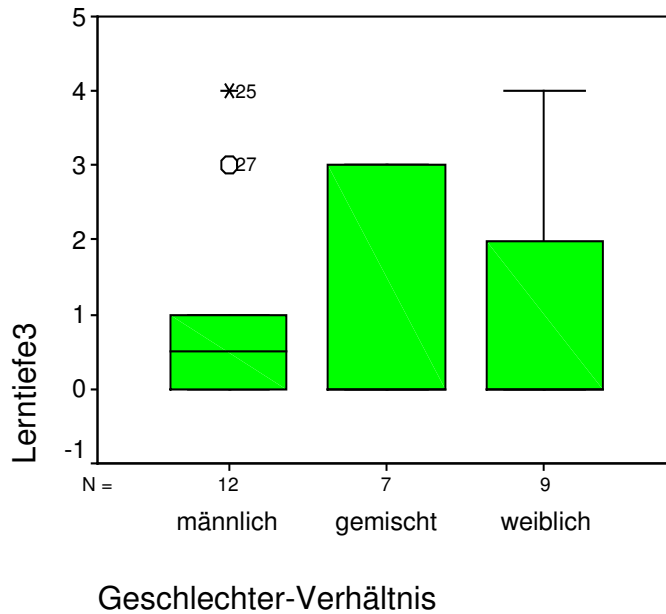 5
4
3
2
1
0
-1
Lerntiefe3
25
27
N = 12 7 9
männlich gemischt weiblich
Geschlechter-Verhältnis